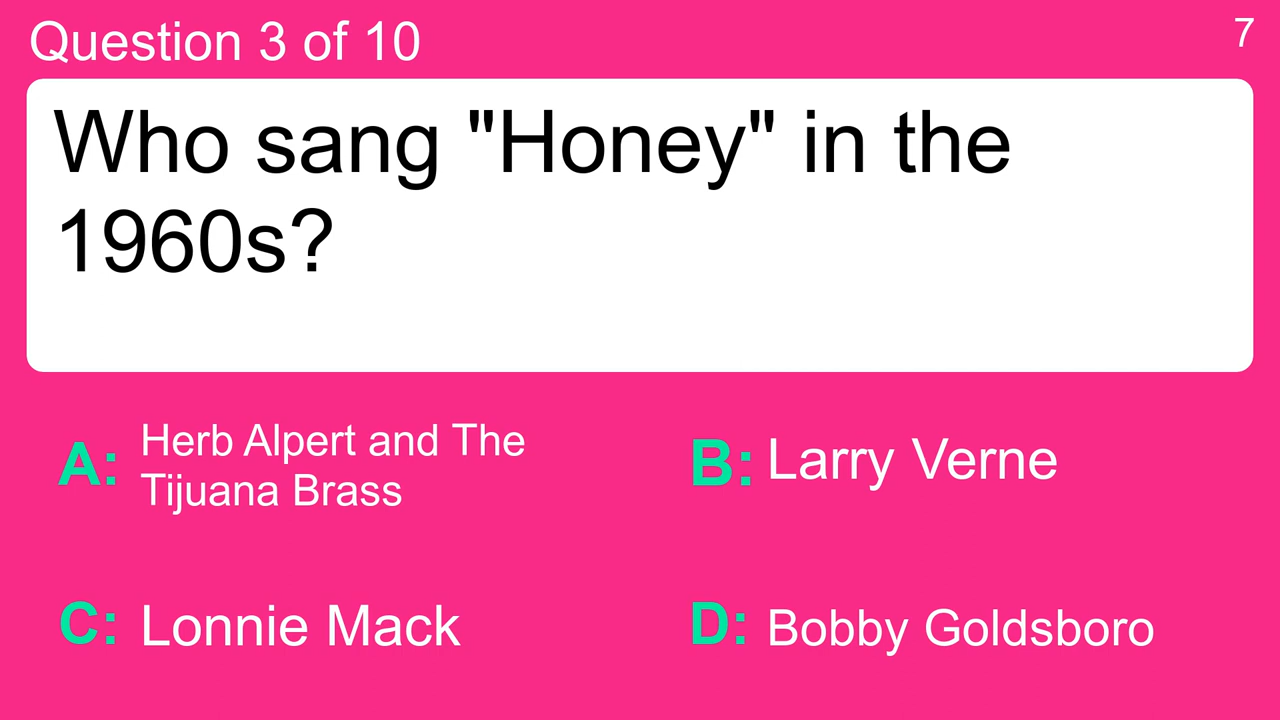 Question 3 of 10
7
Who sang "Honey" in the
1960s?
A: Herb Alpert and The
Tijuana Brass
B: Larry Verne
C: Lonnie Mack
D: Bobby Goldsboro